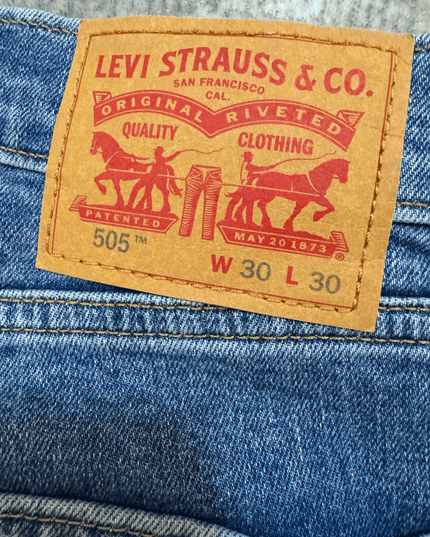 LEVI STRAUSS & CO.
SAN FRANCISCO
CAL.
ORIGINAL RIVETED
QUALITY CLOTHING
PATENTED MAY 20 1873 ®
505™
W 30 L 30